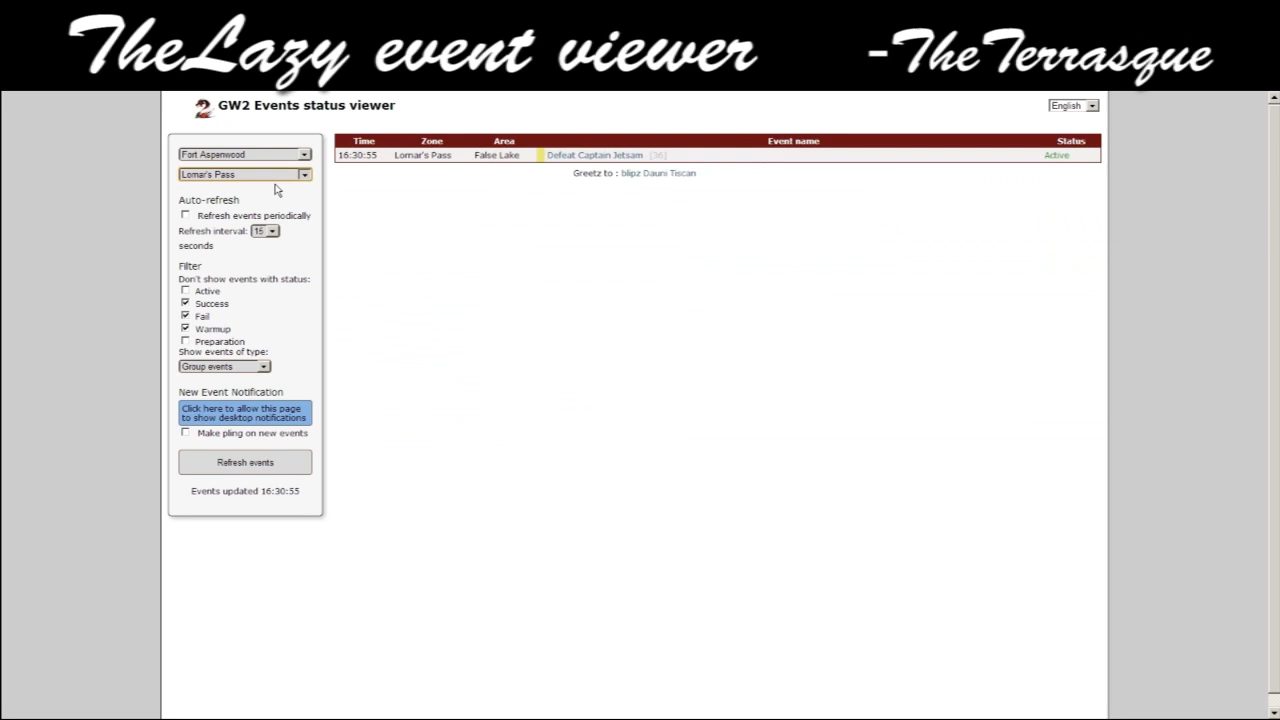 TheLazy event viewer -TheTerrasque
GW2 Events status viewer
English
Fort Aspenwood
Lornar's Pass
Auto-refresh
Refresh events periodically
Refresh interval: 15
seconds
Filter
Don't show events with status:
Active
Success
Fail
Warmup
Preparation
Show events of type:
Group events
New Event Notification
Click here to allow this page
to show desktop notifications
Make pling on new events
Refresh events
Events updated 16:30:55
Time Zone Area Event name Status
16:30:55 Lornar's Pass False Lake Defeat Captain Jetsam [36] Active
Greetz to : blipz Dauni Tiscan